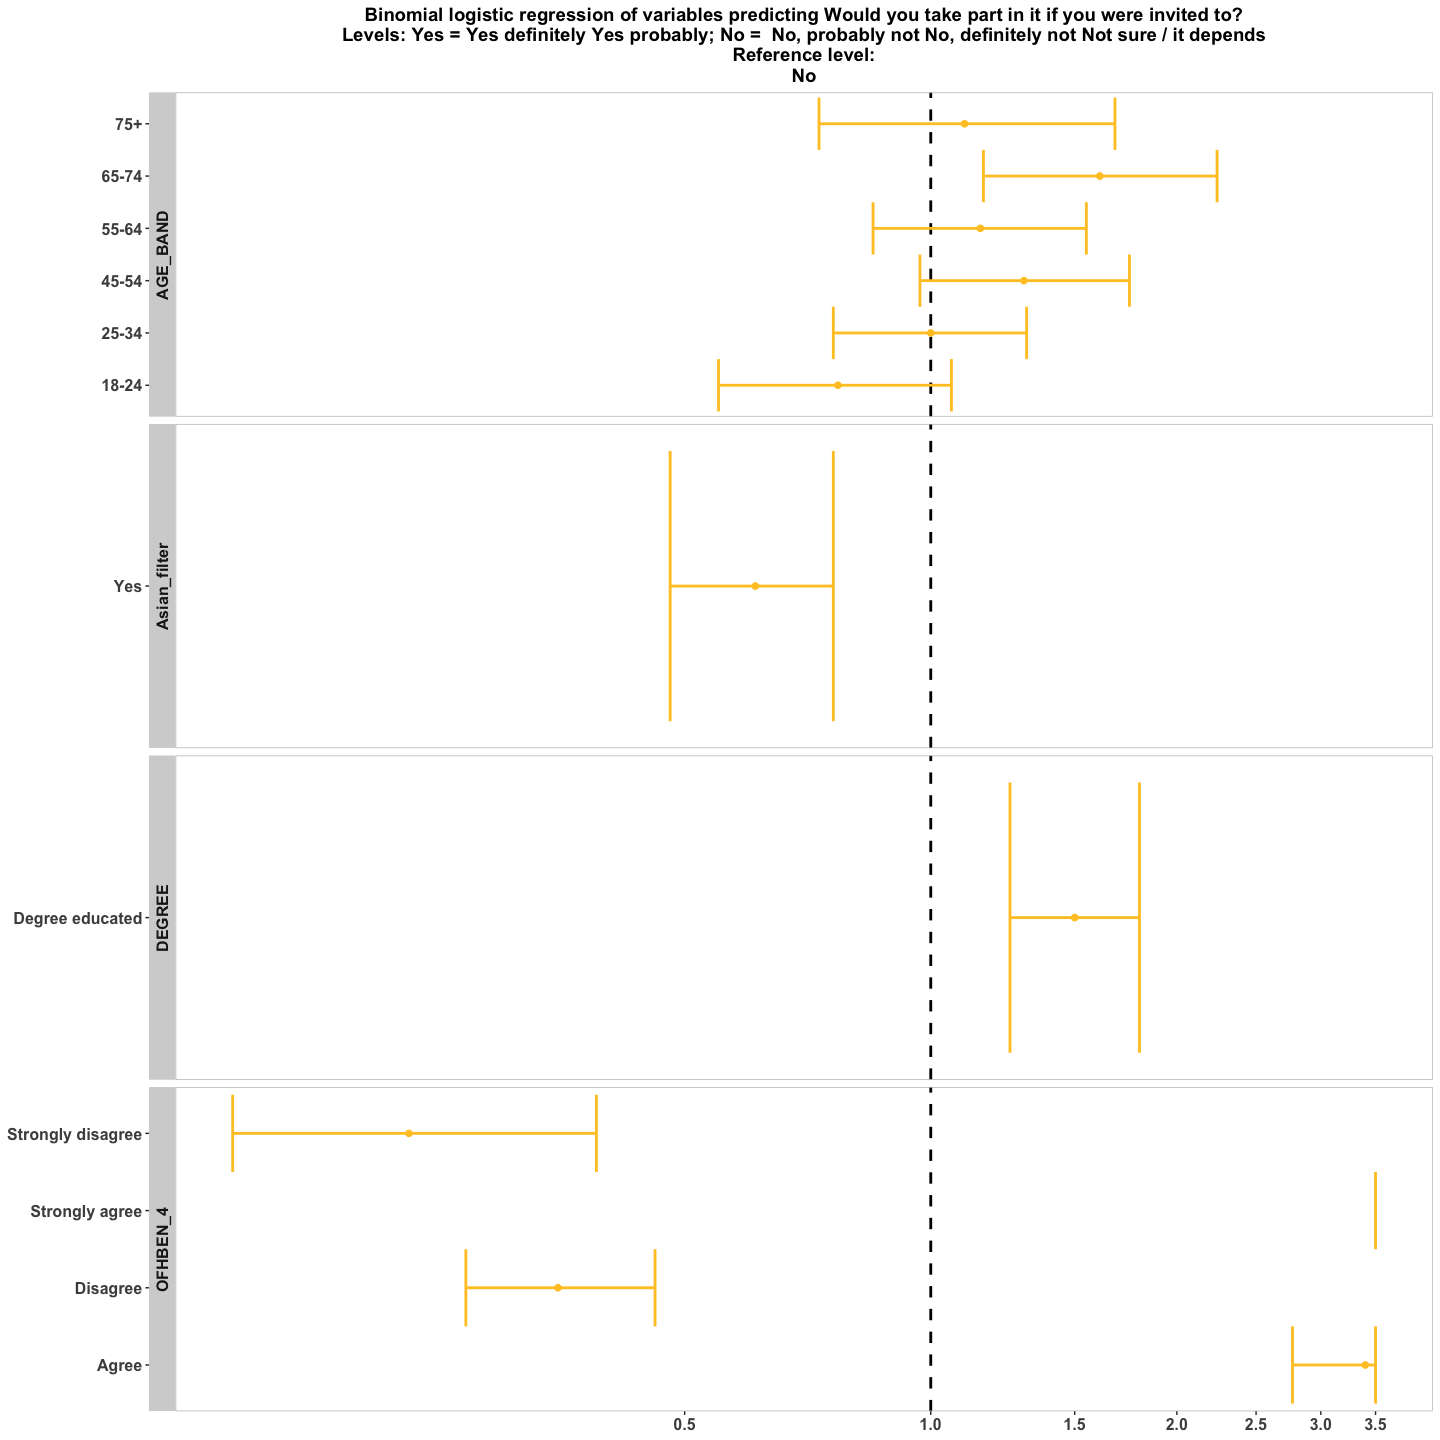 Binomial logistic regression of variables predicting Would you take part in it if you were invited to?
Levels: Yes = Yes definitely Yes probably; No =  No, probably not No, definitely not Not sure / it depends
Reference level:
No
AGE_BAND
75+
65-74
55-64
45-54
25-34
18-24
Asian_filter
Yes
DEGREE
Degree educated
OFHBEN_4
Strongly disagree
Strongly agree
Disagree
Agree
0.5 1.0 1.5 2.0 2.5 3.0 3.5